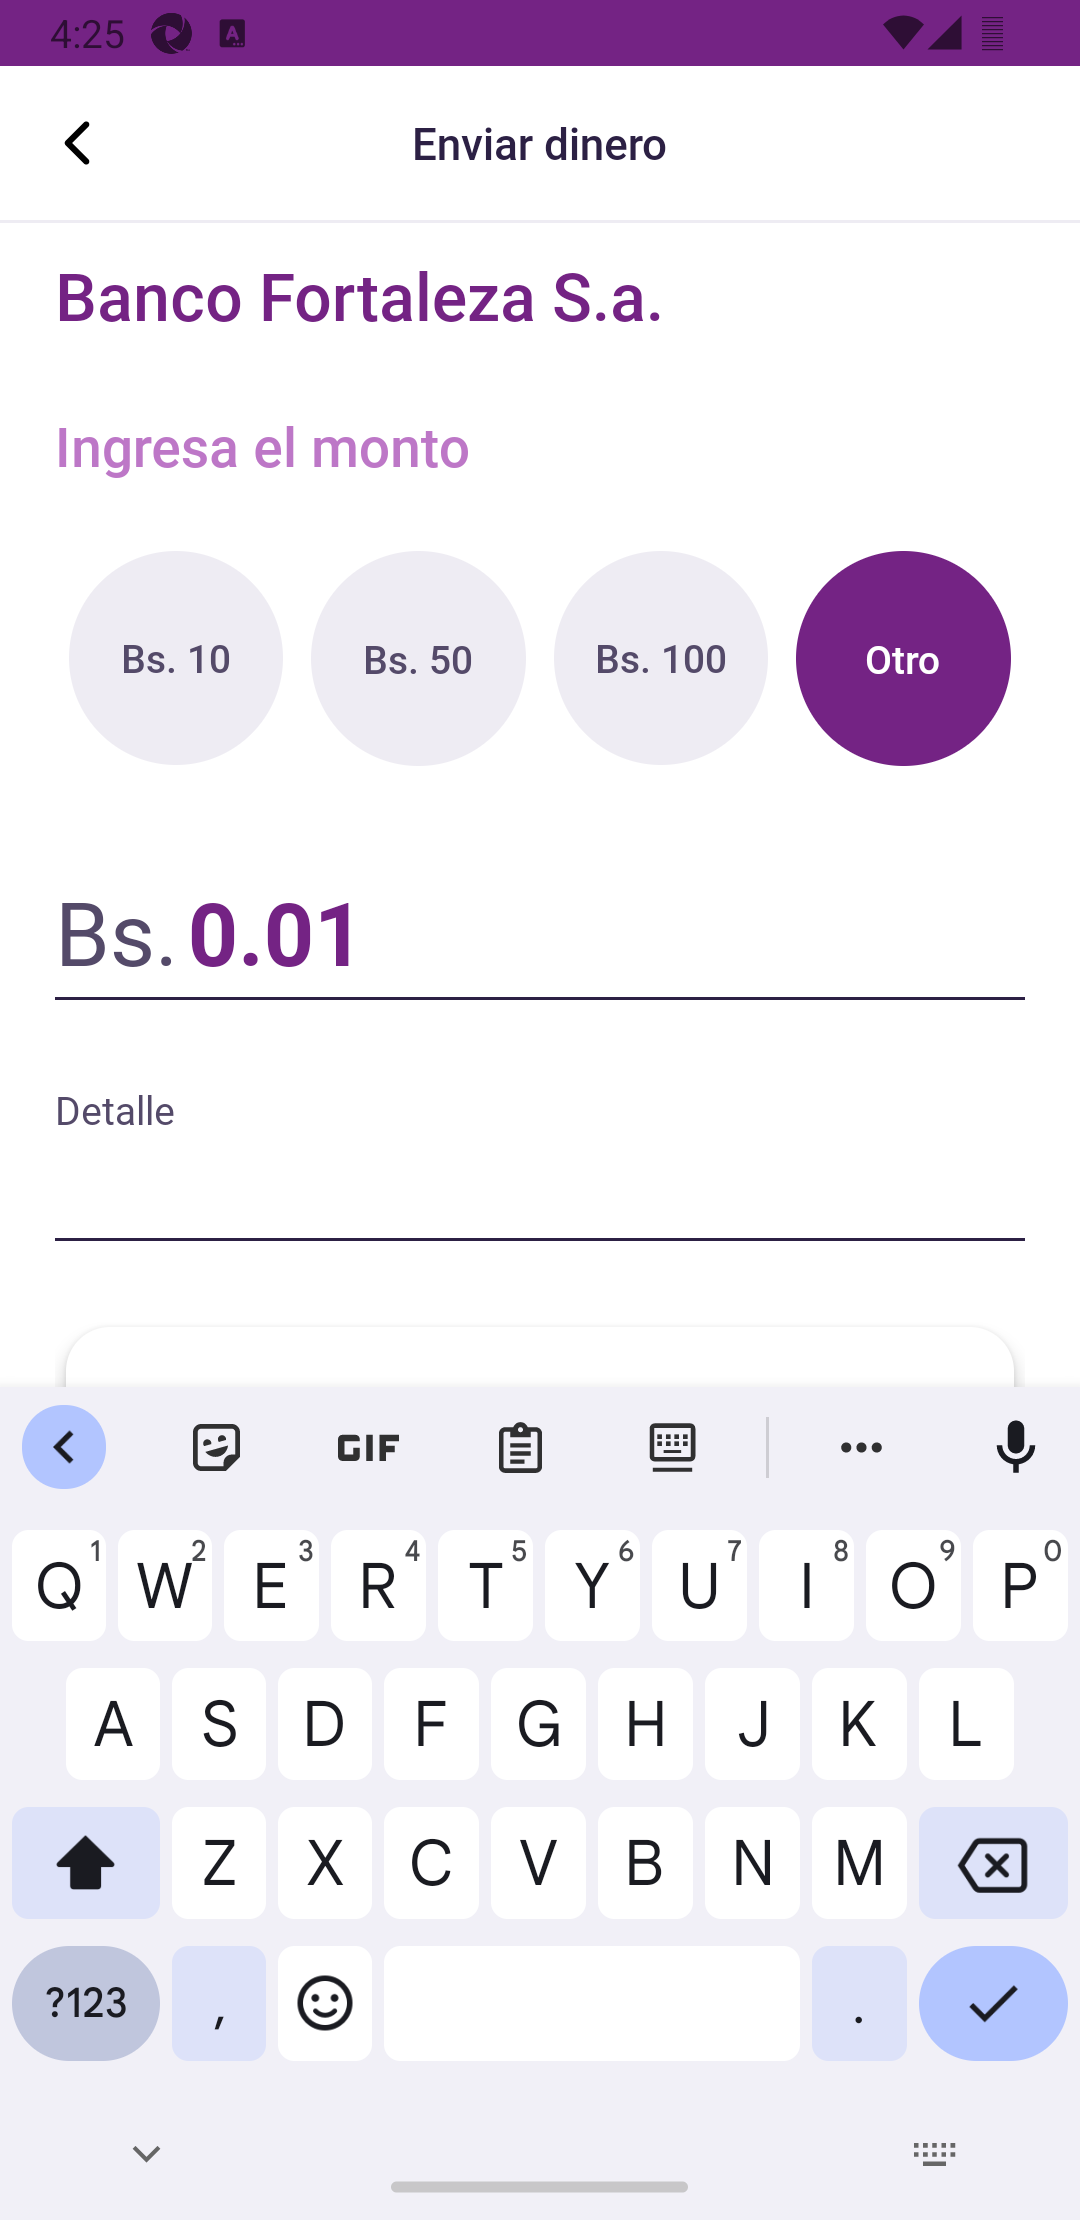 4:25
Enviar dinero
Banco Fortaleza S.a.
Ingresa el monto
Bs. 10 Bs. 50 Bs. 100 Otro
Bs. 0.01
Detalle
GIF
Q1 W2 E3 R4 T5 Y6 U7 I8 O9 P0
A S D F G H J K L
Z X C V B N M
?123 , .